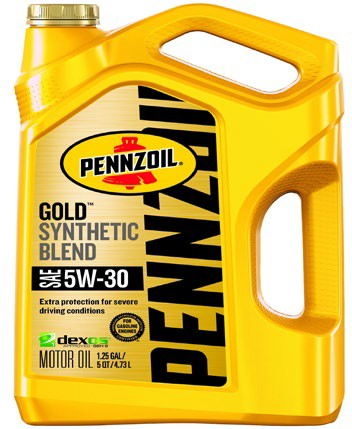 PENNZOIL®
PENNZOIL
GOLD™
SYNTHETIC
BLEND
SAE 5W-30
Extra protection for severe
driving conditions
FOR
GASOLINE
ENGINES
dexos
MOTOR OIL
1.25 GAL/
5 QT/4.73 L